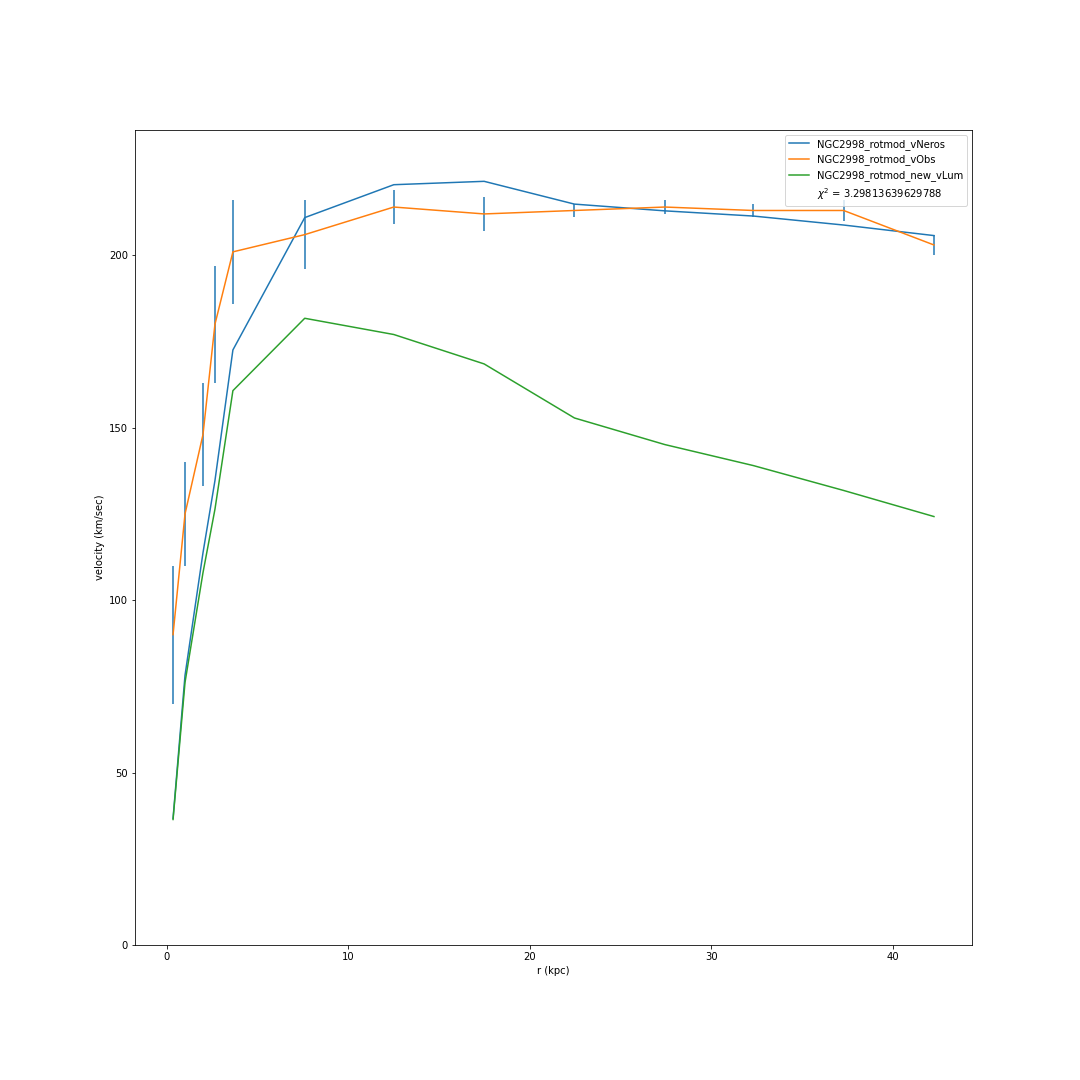 NGC2998_rotmod_vNeros
NGC2998_rotmod_vObs
NGC2998_rotmod_new_vLum
χ² = 3.29813639629788
200
150
100
50
0
velocity (km/sec)
0 10 20 30 40
r (kpc)